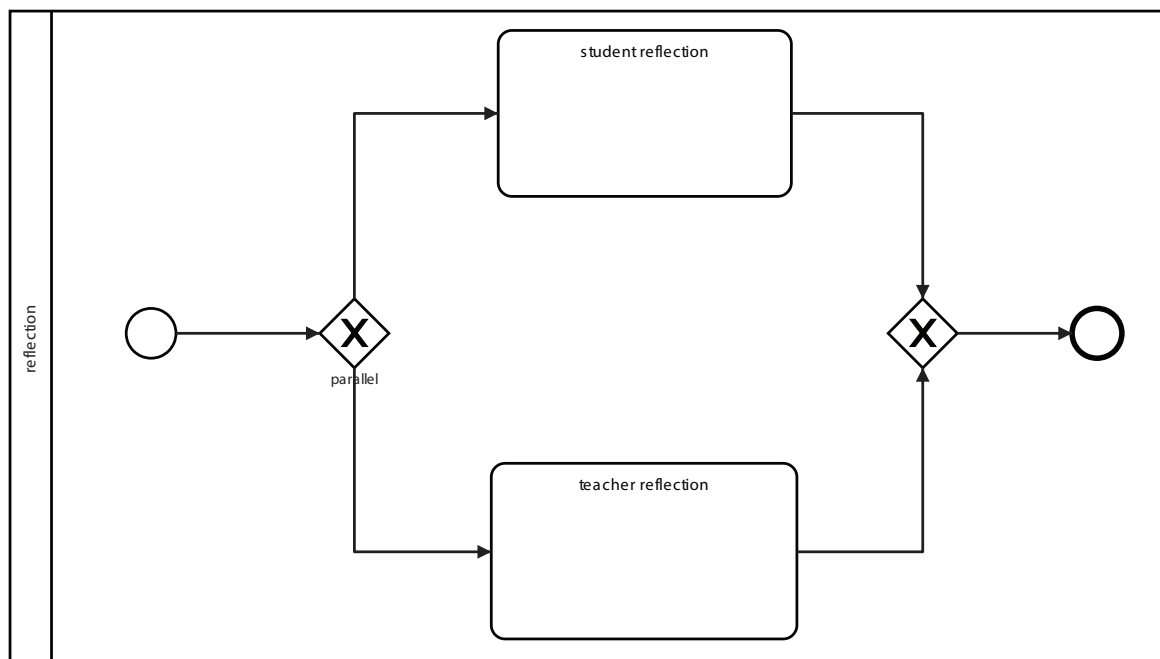 reflection
student reflection
X
parallel
X
teacher reflection